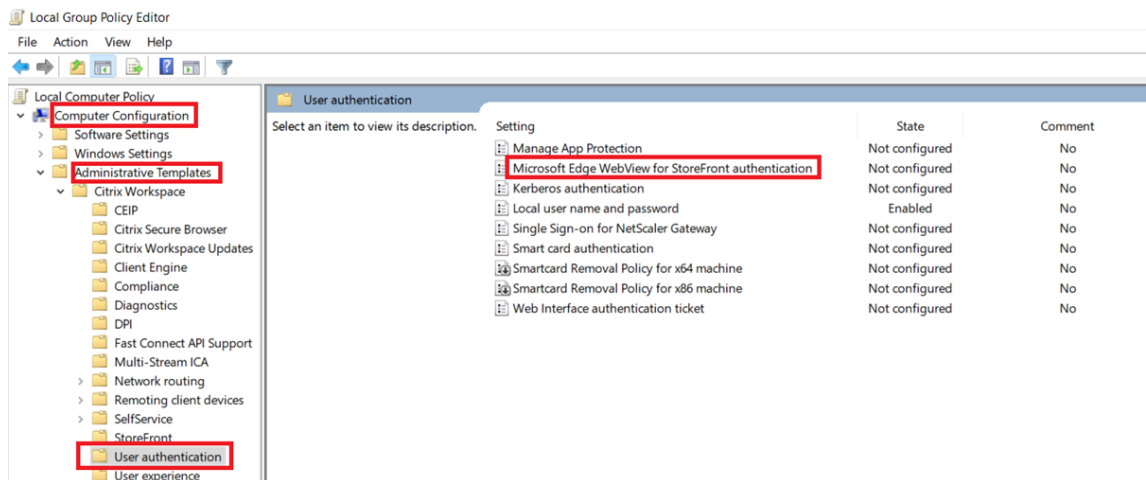 Local Group Policy Editor
File Action View Help
Local Computer Policy
Computer Configuration
Software Settings
Windows Settings
Administrative Templates
Citrix Workspace
CEIP
Citrix Secure Browser
Citrix Workspace Updates
Client Engine
Compliance
Diagnostics
DPI
Fast Connect API Support
Multi-Stream ICA
Network routing
Remoting client devices
SelfService
StoreFront
User authentication
User experience
User authentication
Select an item to view its description.
Setting State Comment
Manage App Protection Not configured No
Microsoft Edge WebView for StoreFront authentication Not configured No
Kerberos authentication Not configured No
Local user name and password Enabled No
Single Sign-on for NetScaler Gateway Not configured No
Smart card authentication Not configured No
Smartcard Removal Policy for x64 machine Not configured No
Smartcard Removal Policy for x86 machine Not configured No
Web Interface authentication ticket Not configured No